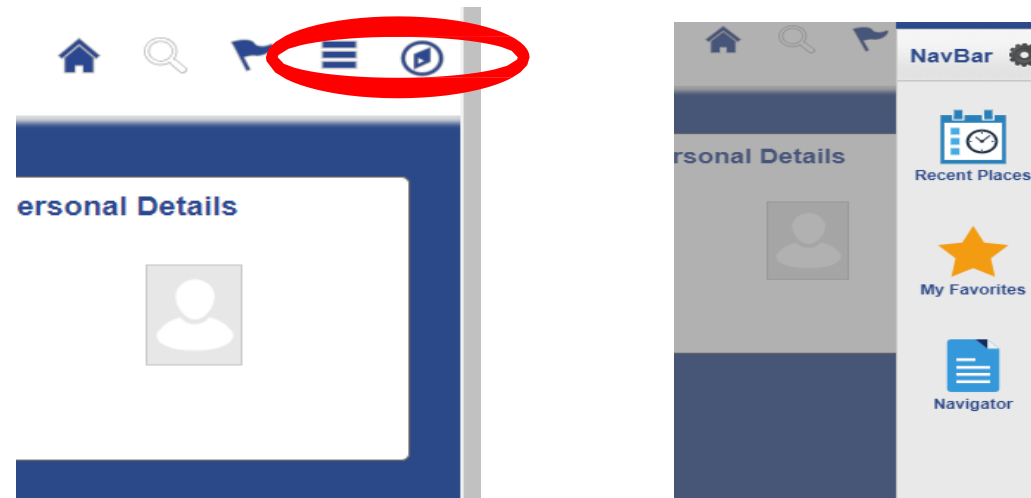 ersonal Details
NavBar
rsonal Details
Recent Places
My Favorites
Navigator